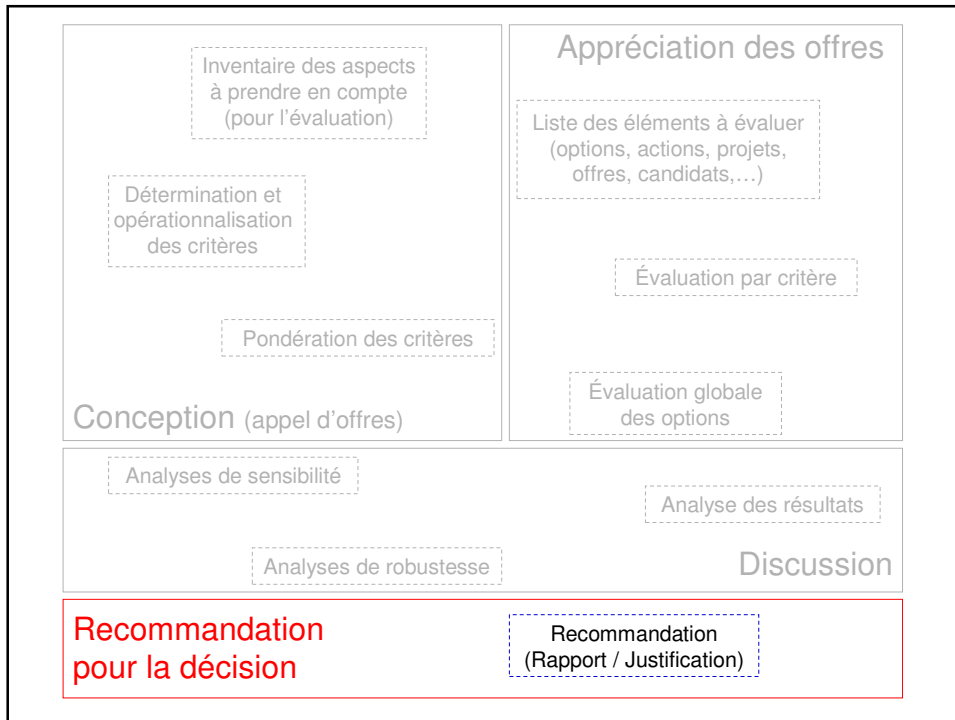 Inventaire des aspects
à prendre en compte
(pour l'évaluation)
Détermination et
opérationnalisation
des critères
Pondération des critères
Conception (appel d'offres)
Appréciation des offres
Liste des éléments à évaluer
(options, actions, projets,
offres, candidats,…)
Évaluation par critère
Évaluation globale
des options
Analyses de sensibilité
Analyse des résultats
Analyses de robustesse
Discussion
Recommandation
pour la décision
Recommandation
(Rapport / Justification)